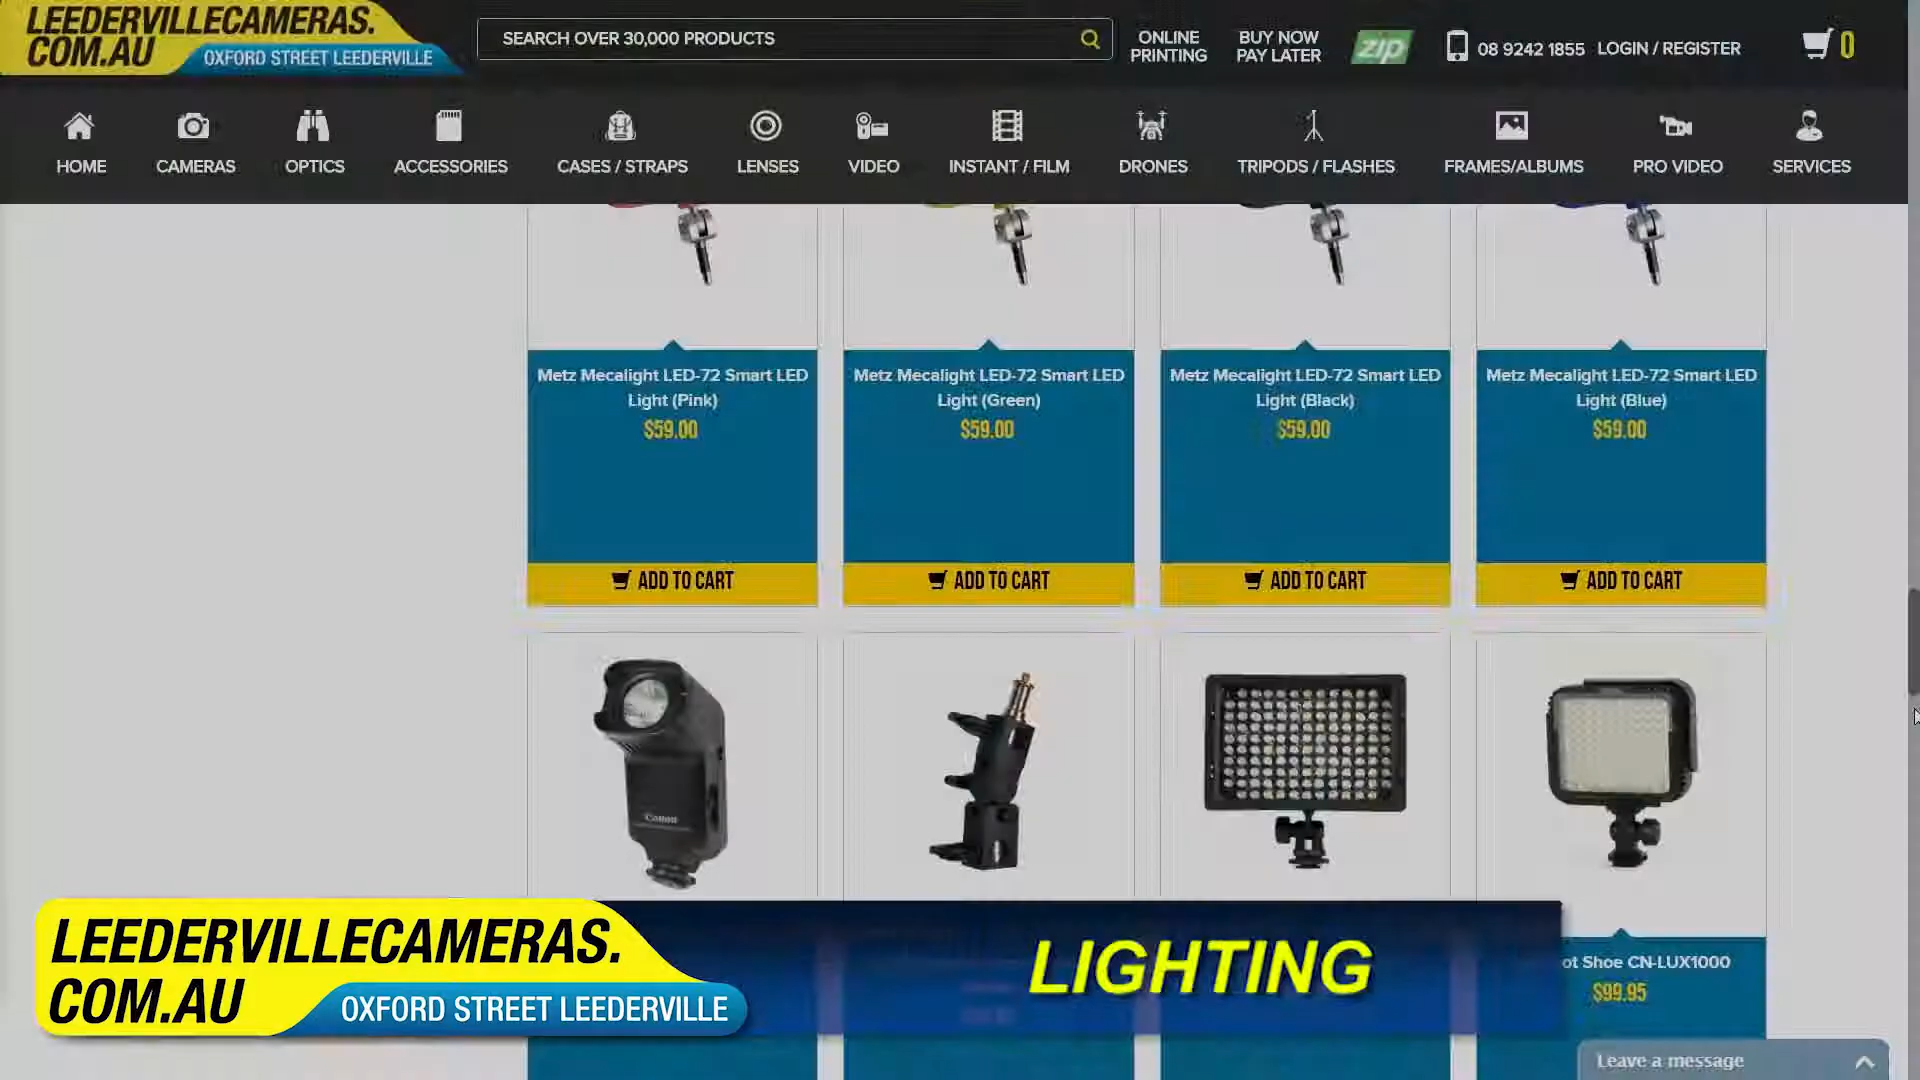 LEEDERVILLECAMERAS.
COM.AU
OXFORD STREET LEEDERVILLE
SEARCH OVER 30,000 PRODUCTS
ONLINE
PRINTING
BUY NOW
PAY LATER
zip
08 9242 1855
LOGIN / REGISTER
0
HOME
CAMERAS
OPTICS
ACCESSORIES
CASES / STRAPS
LENSES
VIDEO
INSTANT / FILM
DRONES
TRIPODS / FLASHES
FRAMES/ALBUMS
PRO VIDEO
SERVICES
Metz Mecalight LED-72 Smart LED
Light (Pink)
$59.00
ADD TO CART
Metz Mecalight LED-72 Smart LED
Light (Green)
$59.00
ADD TO CART
Metz Mecalight LED-72 Smart LED
Light (Black)
$59.00
ADD TO CART
Metz Mecalight LED-72 Smart LED
Light (Blue)
$59.00
ADD TO CART
Canon
ot Shoe CN-LUX1000
$99.95
LEEDERVILLECAMERAS.
COM.AU
OXFORD STREET LEEDERVILLE
LIGHTING
Leave a message